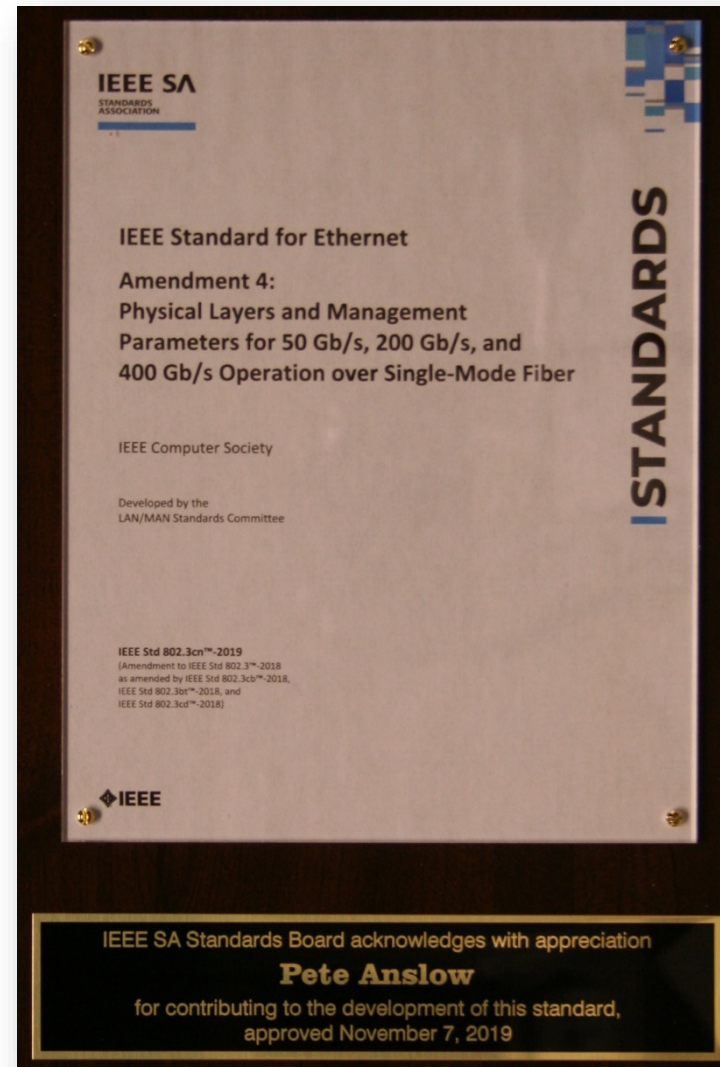 IEEE SA
STANDARDS
ASSOCIATION
STANDARDS
IEEE Standard for Ethernet
Amendment 4:
Physical Layers and Management
Parameters for 50 Gb/s, 200 Gb/s, and
400 Gb/s Operation over Single-Mode Fiber
IEEE Computer Society
Developed by the
LAN/MAN Standards Committee
IEEE Std 802.3cn™-2019
(Amendment to IEEE Std 802.3™-2018
as amended by IEEE Std 802.3cb™-2018,
IEEE Std 802.3bt™-2018, and
IEEE Std 802.3cd™-2018)
IEEE
IEEE SA Standards Board acknowledges with appreciation
Pete Anslow
for contributing to the development of this standard,
approved November 7, 2019